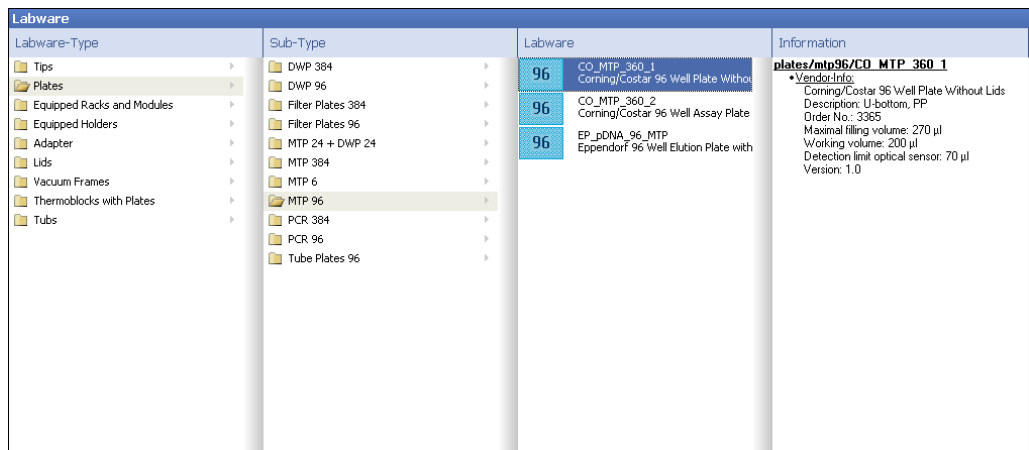 Labware
Labware-Type
Tips
Plates
Equipped Racks and Modules
Equipped Holders
Adapter
Lids
Vacuum Frames
Thermoblocks with Plates
Tubs
Sub-Type
DWP 384
DWP 96
Filter Plates 384
Filter Plates 96
MTP 24 + DWP 24
MTP 384
MTP 6
MTP 96
PCR 384
PCR 96
Tube Plates 96
Labware
96
CO_MTP_360_1
Corning/Costar 96 Well Plate Withou
96
CO_MTP_360_2
Corning/Costar 96 Well Assay Plate
96
EP_pDNA_96_MTP
Eppendorf 96 Well Elution Plate with
Information
plates/mtp96/CO_MTP_360_1
•Vendor-Info:
Corning/Costar 96 Well Plate Without Lids
Description: U-bottom, PP
Order No.: 3365
Maximal filling volume: 270 µl
Working volume: 200 µl
Detection limit optical sensor: 70 µl
Version: 1.0